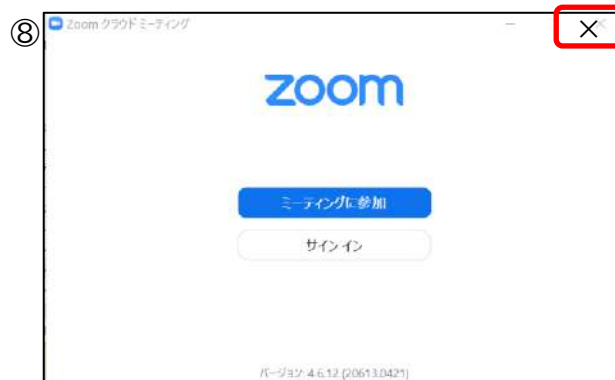 ⑧
Zoom クラウド ミーティング
×
zoom
ミーティングに参加
サインイン
バージョン: 4.6.12 (20613.0421)